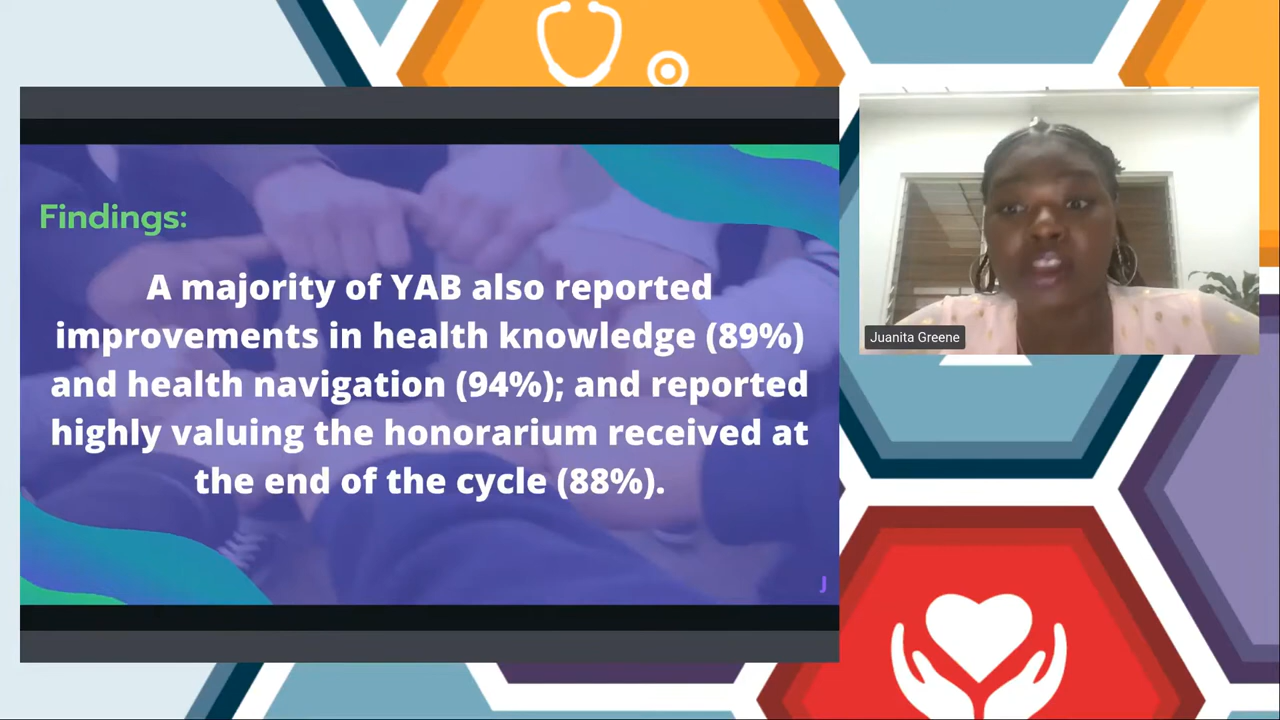 Findings:
A majority of YAB also reported
improvements in health knowledge (89%)
and health navigation (94%); and reported
highly valuing the honorarium received at
the end of the cycle (88%).
J
Juanita Greene